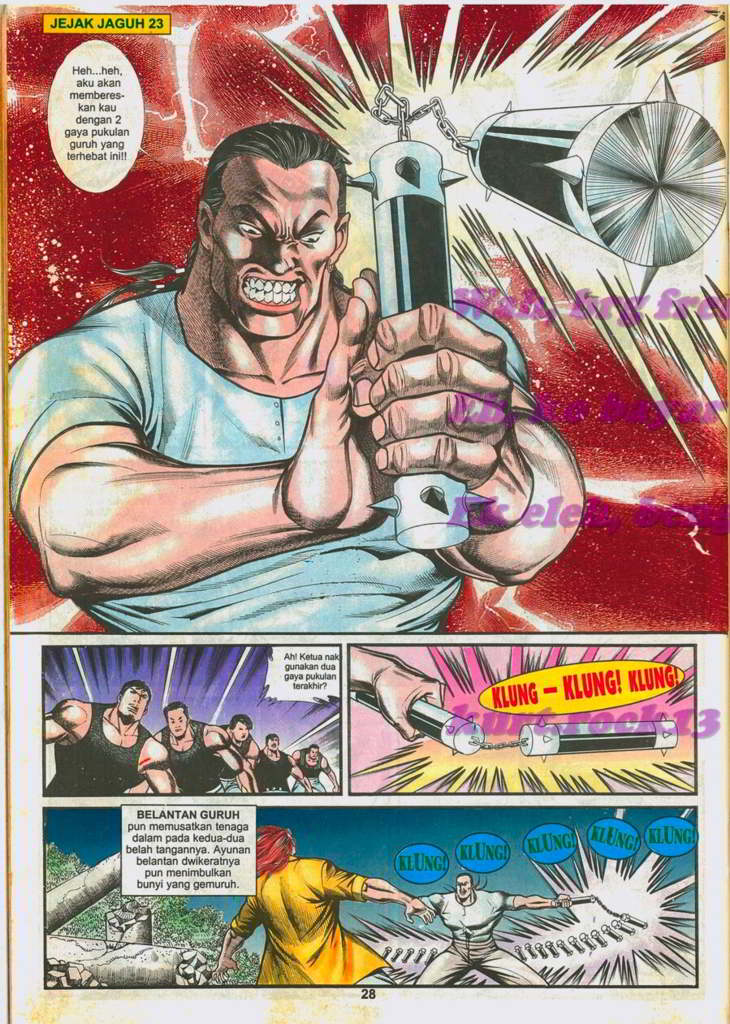 JEJAK JAGUH 23
Heh...heh,
aku akan
memberes-
kan kau
dengan 2
gaya pukulan
guruh yang
terhebat ini!!
Ah! Ketua nak
gunakan dua
gaya pukulan
terakhir?
KLUNG - KLUNG! KLUNG!
kurt.rock13
BELANTAN GURUH
pun memusatkan tenaga
dalam pada kedua-dua
belah tangannya. Ayunan
belantan dwikeratnya
pun menimbulkan
bunyi yang gemuruh.
KLUNG!
KLUNG!
KLUNG!
KLUNG!
KLUNG!
28